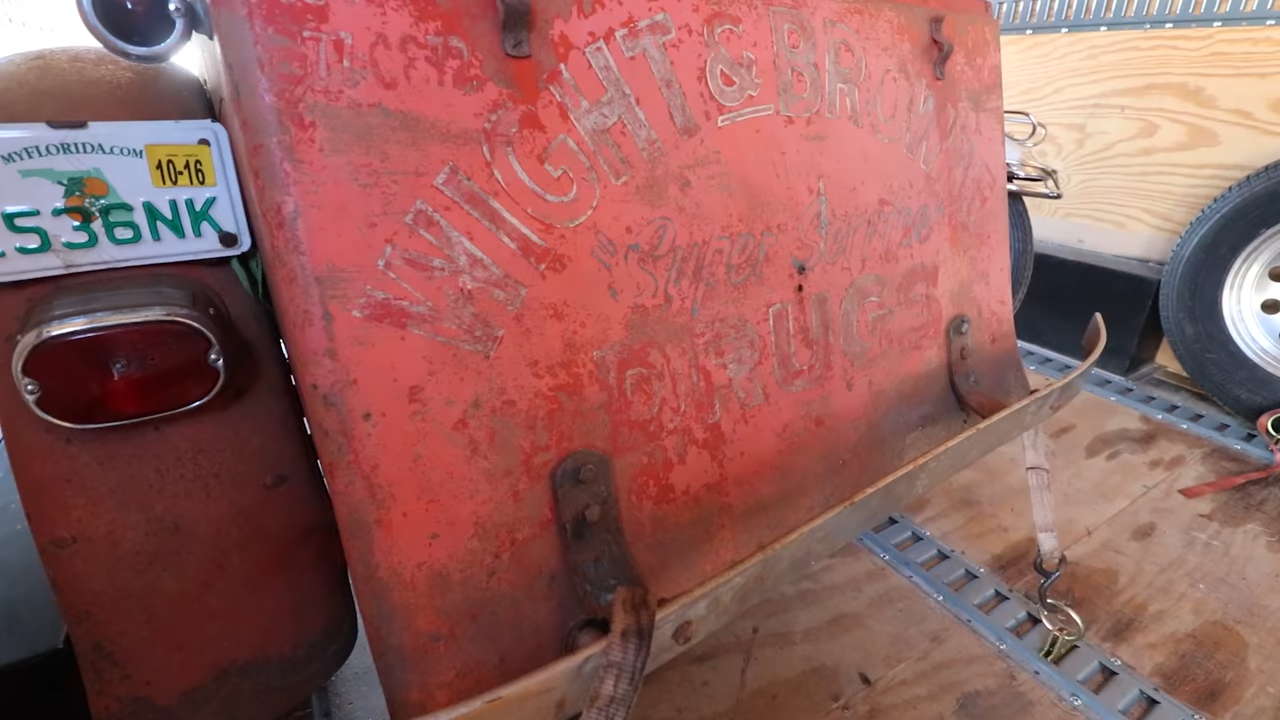 MYFLORIDA.COM
10-16
536NK
WIGHT & BROWN
"Super Service"
DRUGS